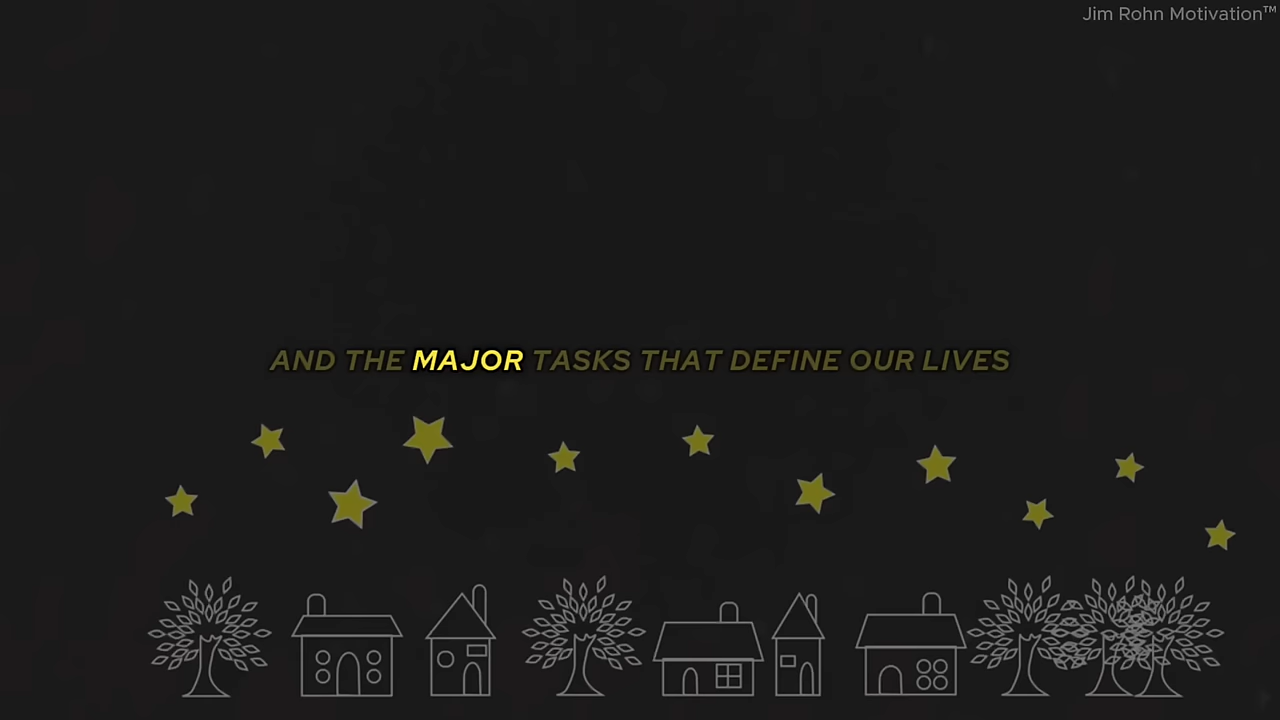 Jim Rohn Motivation™
AND THE MAJOR TASKS THAT DEFINE OUR LIVES